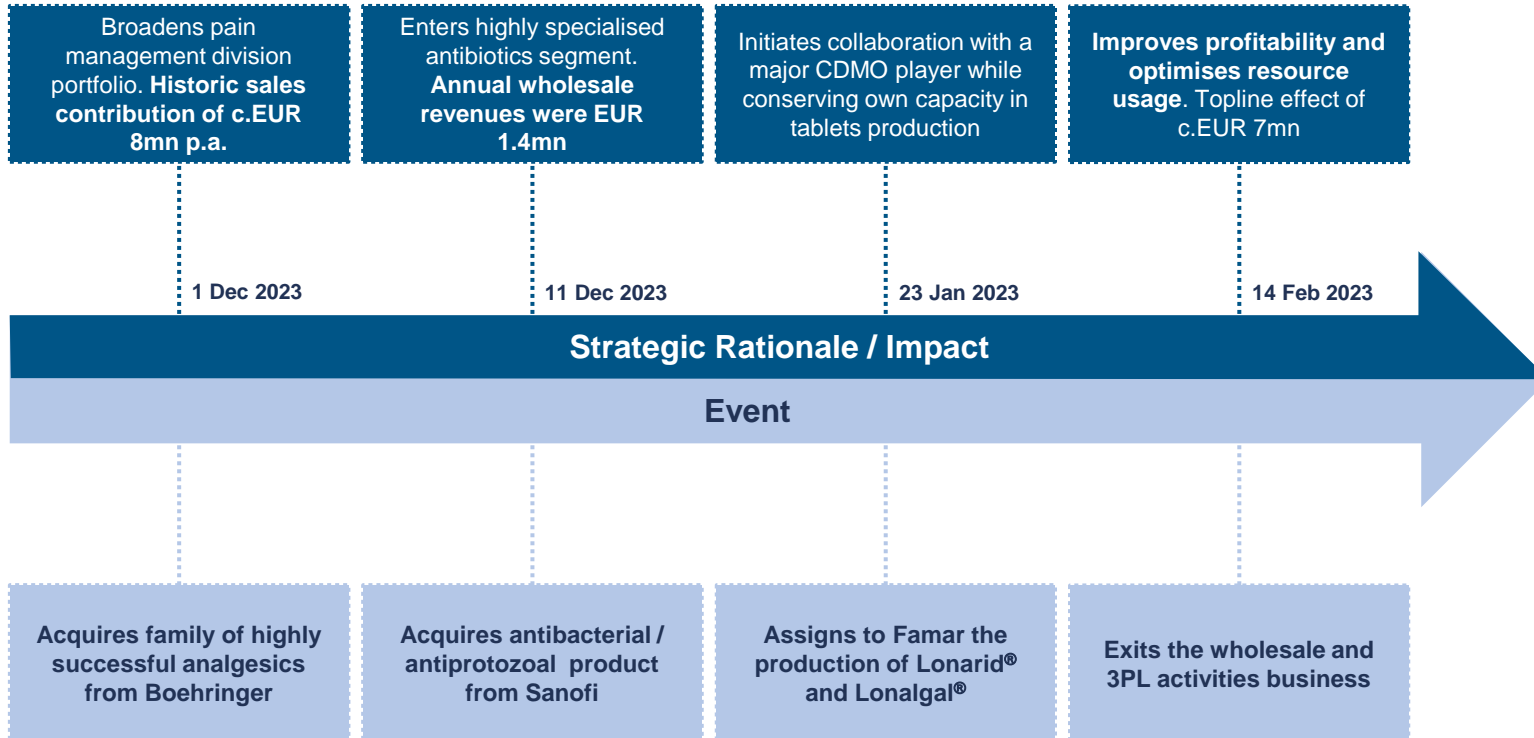 Broadens pain
management division
portfolio. Historic sales
contribution of c.EUR
8mn p.a.
Enters highly specialised
antibiotics segment.
Annual wholesale
revenues were EUR
1.4mn
Initiates collaboration with a
major CDMO player while
conserving own capacity in
tablets production
Improves profitability and
optimises resource
usage. Topline effect of
c.EUR 7mn
1 Dec 2023
11 Dec 2023
23 Jan 2023
14 Feb 2023
Strategic Rationale / Impact
Event
Acquires family of highly
successful analgesics
from Boehringer
Acquires antibacterial /
antiprotozoal product
from Sanofi
Assigns to Famar the
production of Lonarid®
and Lonalgal®
Exits the wholesale and
3PL activities business